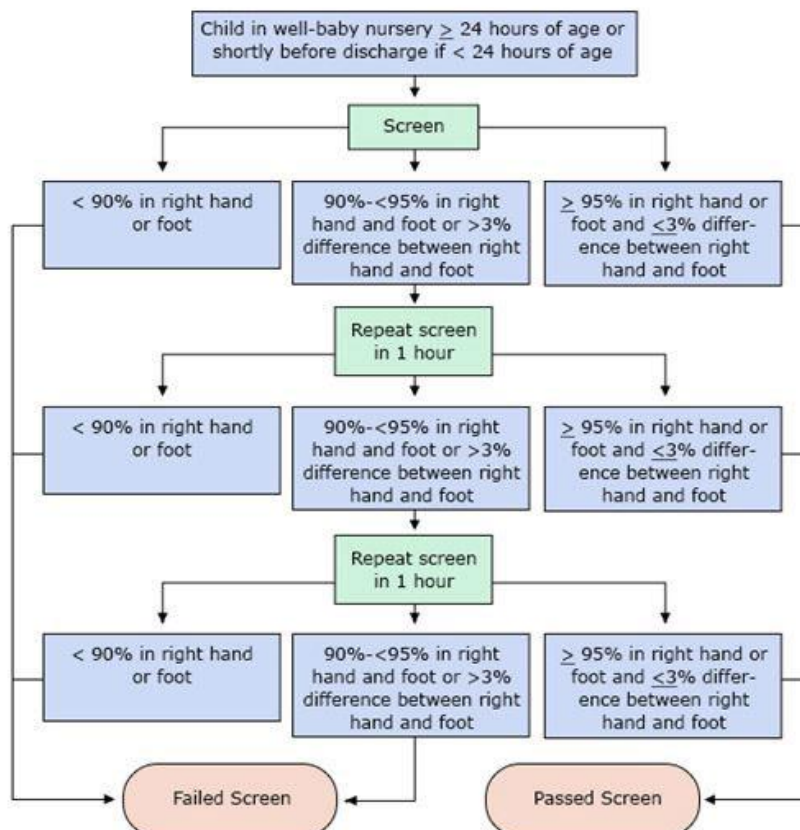 Child in well-baby nursery ≥ 24 hours of age or
shortly before discharge if < 24 hours of age
Screen
< 90% in right hand
or foot
90%-<95% in right
hand and foot or >3%
difference between right
hand and foot
≥ 95% in right hand or
foot and ≤3% differ-
ence between right
hand and foot
Repeat screen
in 1 hour
< 90% in right hand
or foot
90%-<95% in right
hand and foot or >3%
difference between right
hand and foot
≥ 95% in right hand or
foot and ≤3% differ-
ence between right
hand and foot
Repeat screen
in 1 hour
< 90% in right hand
or foot
90%-<95% in right
hand and foot or >3%
difference between right
hand and foot
≥ 95% in right hand or
foot and ≤3% differ-
ence between right
hand and foot
Failed Screen
Passed Screen